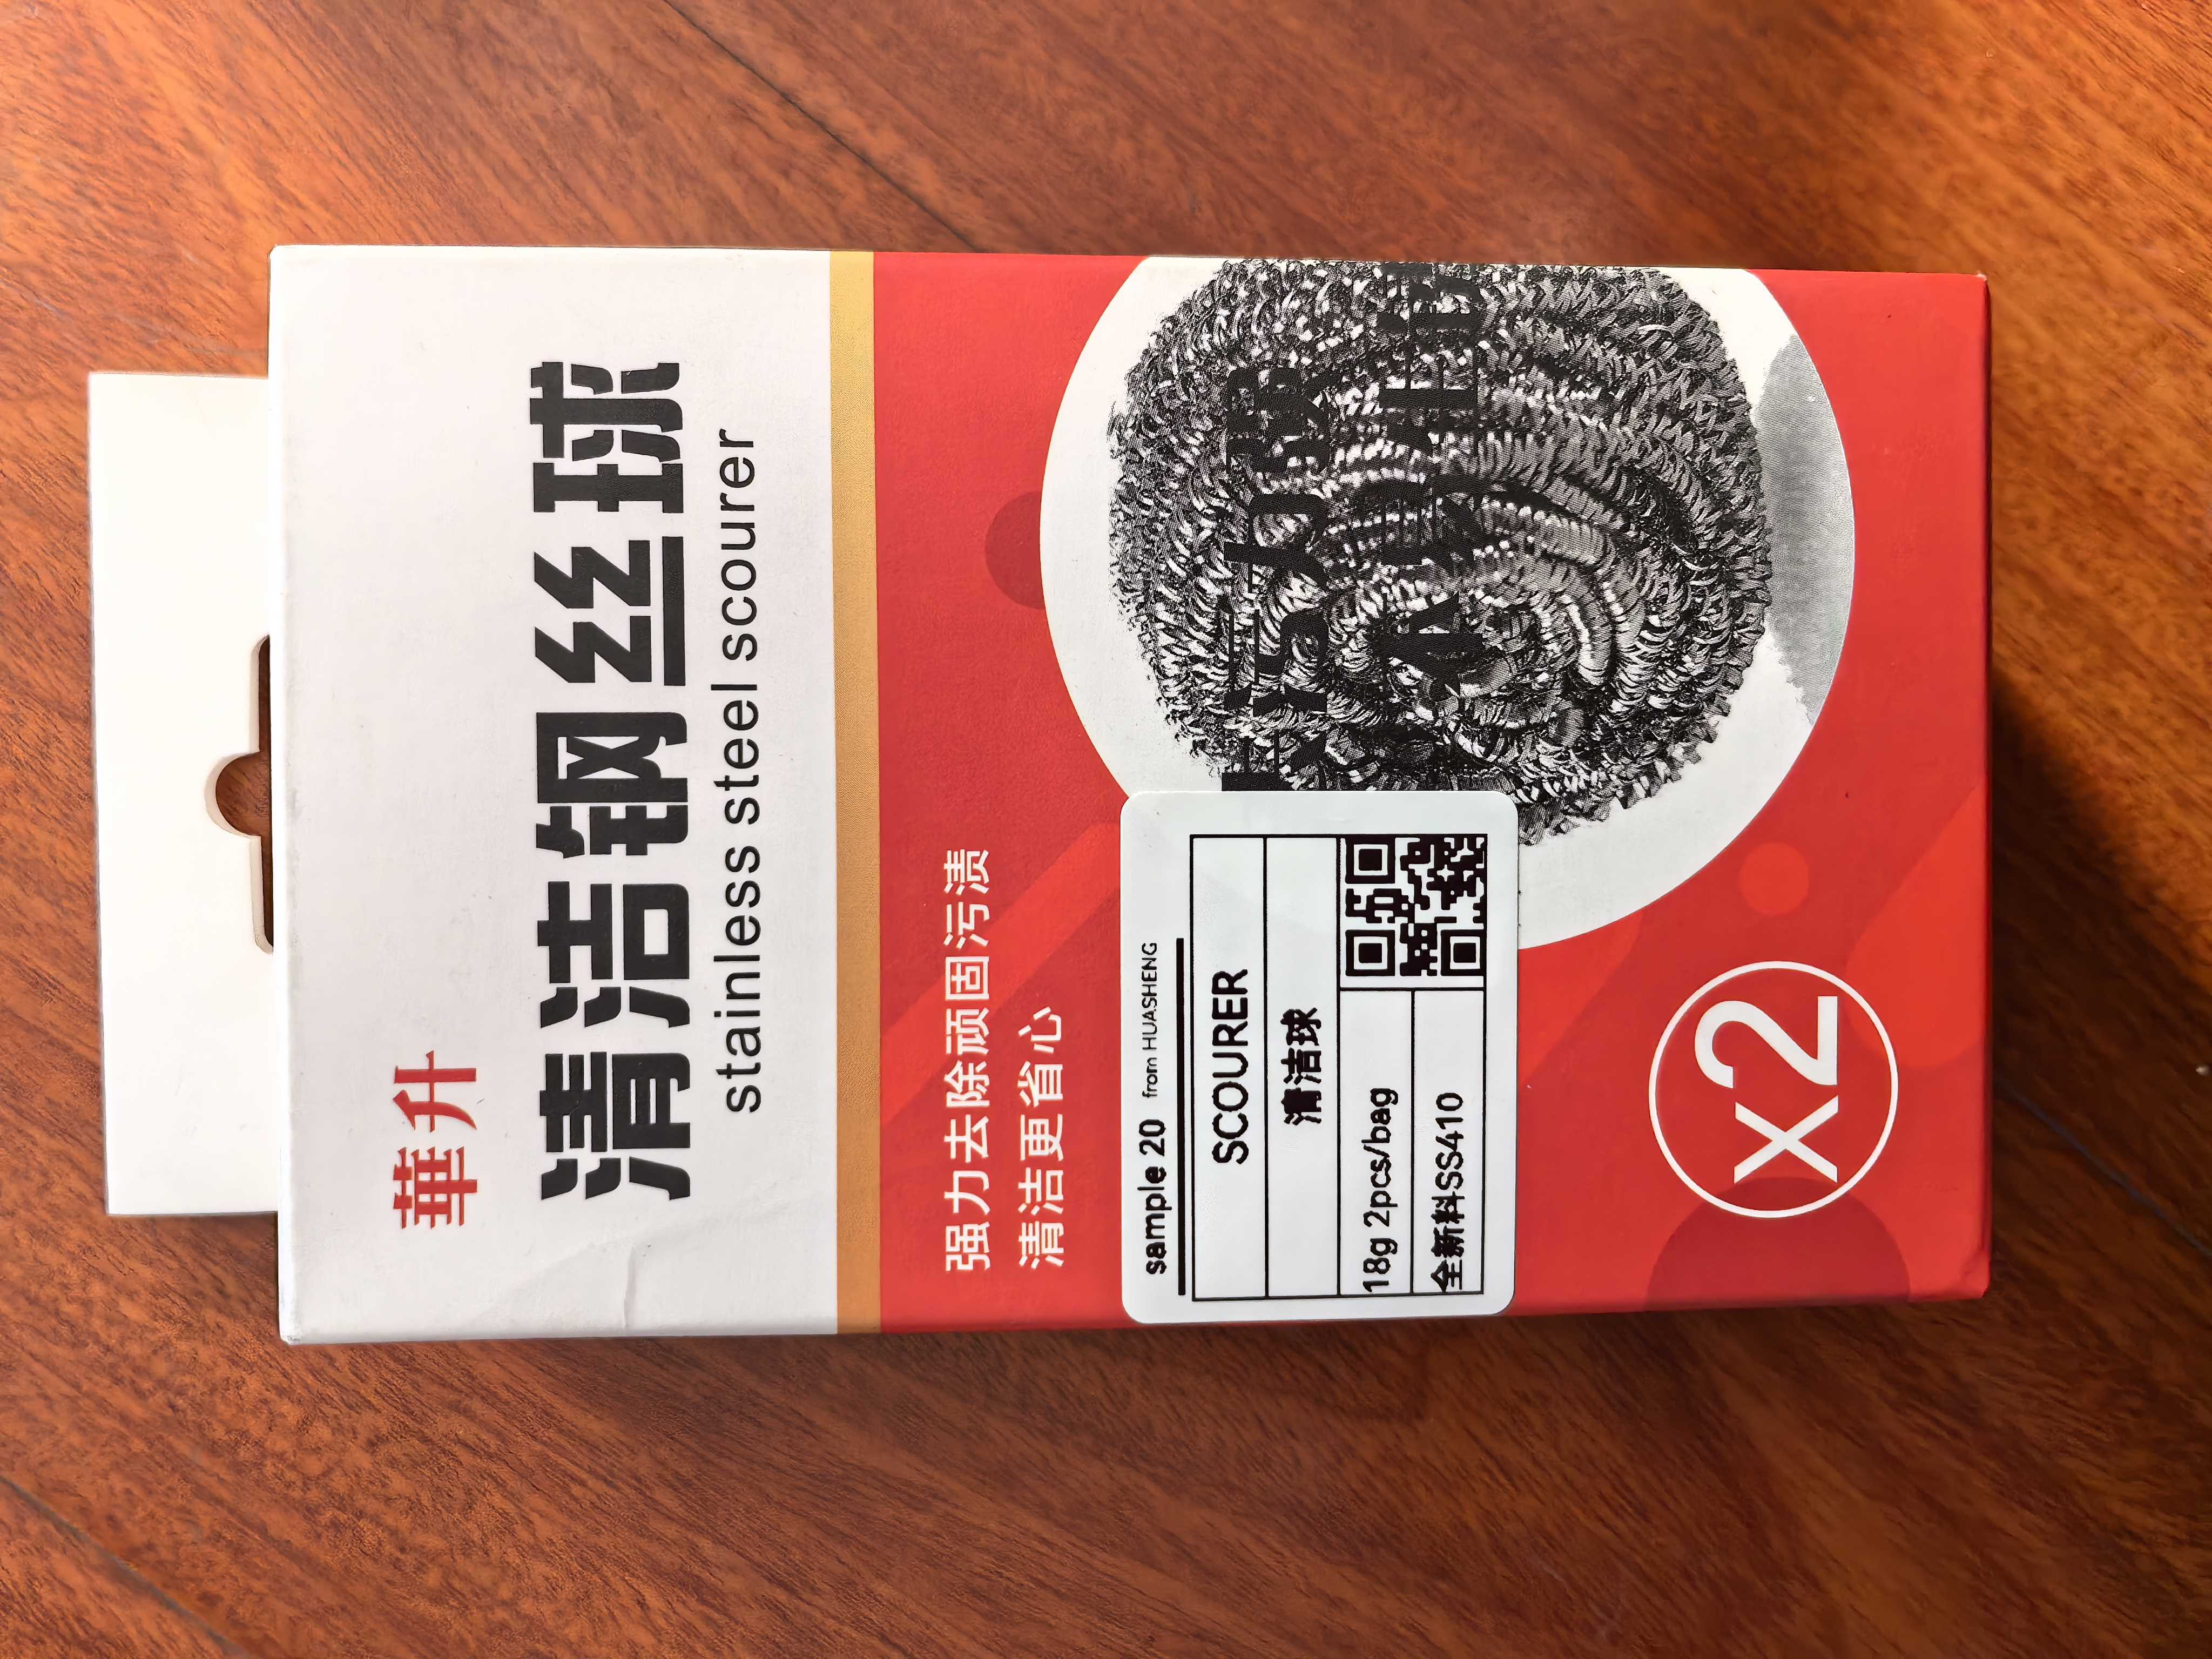 華升
清洁钢丝球
stainless steel scourer
强力去除顽固污渍
清洁更省心
sample 20 from HUASHENG
SCOURER
清洁球
18g 2pcs/bag
全新料SS410
x2